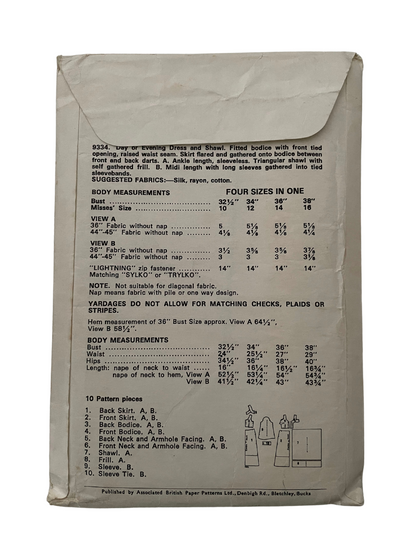 9334. Day or Evening Dress and Shawl. Fitted bodice with front tied
opening, raised waist seam. Skirt flared and gathered onto bodice between
front and back darts. A. Ankle length, sleeveless. Triangular shawl with
self gathered frill. B. Midi length with long sleeves gathered into tied
sleevebands.
SUGGESTED FABRICS:—Silk, rayon, cotton.
BODY MEASUREMENTS FOUR SIZES IN ONE
Bust 32½" 34" 36" 38"
Misses' Size 10 12 14 16
VIEW A
36" Fabric without nap 5 5⅛ 5½
44"-45" Fabric without nap 4⅛ 4¼
VIEW B
36" Fabric without nap 3½ 3⅝ 3⅝ 3⅞
44"-45" Fabric without nap 3 3 3 3⅛
"LIGHTNING" zip fastener 14" 14" 14" 14"
Matching "SYLKO" or "TRYLKO".
NOTE. Not suitable for diagonal fabric.
Nap means fabric with pile or one way design.
YARDAGES DO NOT ALLOW FOR MATCHING CHECKS, PLAIDS OR
STRIPES.
Hem measurement of 36" Bust Size approx. View A 64½",
View B 58½".
BODY MEASUREMENTS
Bust 32½" 34" 36" 38"
Waist 24" 25½" 27" 29"
Hips 34½" 36" 38" 40"
Length: nape of neck to waist 16" 16¼" 16½" 16¾"
nape of neck to hem, View A 52½" 53¼" 54" 54¾"
View B 41½" 42¼" 43" 43¾"
10 Pattern pieces
1. Back Skirt. A, B.
2. Front Skirt. A, B.
3. Back Bodice. A, B.
4. Front Bodice. A, B.
5. Back Neck and Armhole Facing. A, B.
6. Front Neck and Armhole Facing. A, B.
7. Shawl. A.
8. Frill. A.
9. Sleeve. B.
10. Sleeve Tie. B.
Published by Associated British Paper Patterns Ltd., Denbigh Rd., Bletchley, Bucks